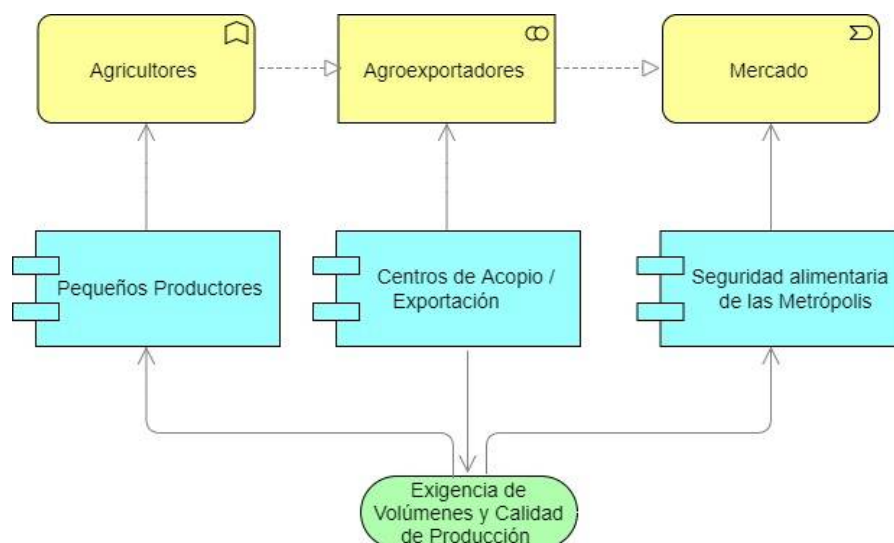 Agricultores
Agroexportadores
Mercado
Pequeños Productores
Centros de Acopio /
Exportación
Seguridad alimentaria
de las Metrópolis
Exigencia de
Volúmenes y Calidad
de Producción